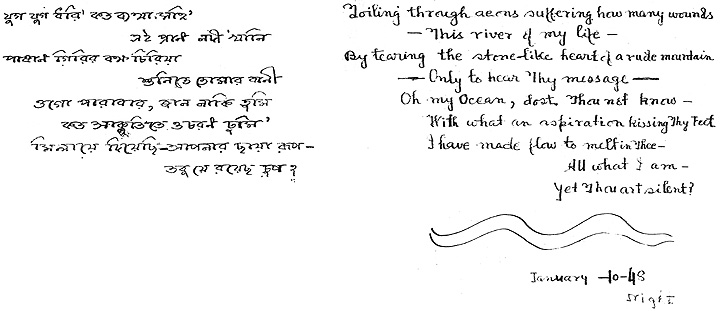 যুগ যুগ ধরি' কত ব্যথা সহি'
এই প্রাণ নদী খানি
পাষাণ গিরির বক্ষ চিরিয়া
শুনিতে তোমার বাণী
ওগো পারাবার, জান নাকি তুমি
কত আকুতিতে ও চরণ চুমি'
মিলায়ে দিয়েছি-আপনার ছায়া রূপ-
তবু যে রয়েছ চুপ?
Toiling through aeons suffering how many wounds
— This river of my life —
By tearing the stone-like heart of a rude mountain
— Only to hear Thy message —
Oh my Ocean, dost Thou not know -
With what an aspiration kissing Thy Feet
I have made flow to melt in Thee-
All what I am -
Yet Thou art silent?
January -10-48